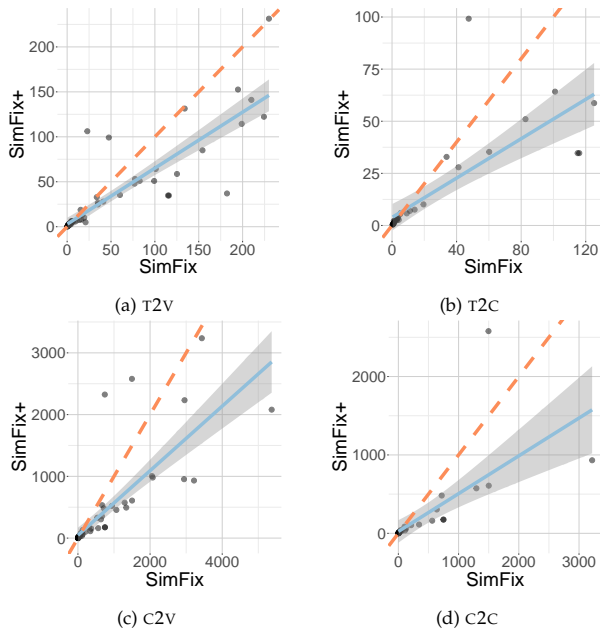 250
200
150
100
50
0
SimFix+
0 50 100 150 200
SimFix
(a) T2V
100
75
50
25
0
SimFix+
0 40 80 120
SimFix
(b) T2C
3000
2000
1000
0
SimFix+
0 2000 4000
SimFix
(c) C2V
2000
1000
0
SimFix+
0 1000 2000 3000
SimFix
(d) C2C